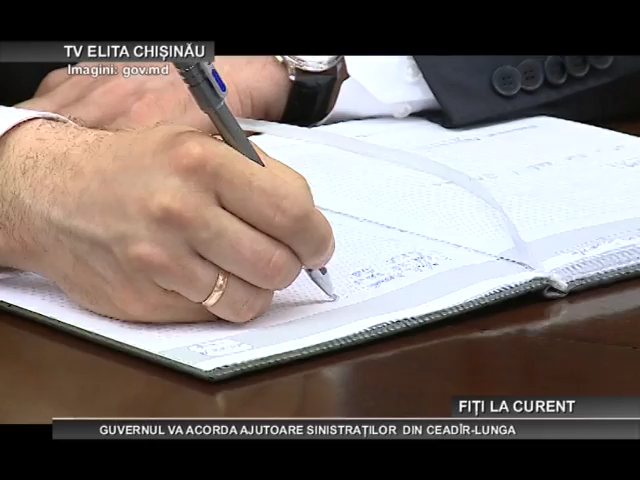 TV ELITA CHIȘINĂU
Imagini: gov.md
FIȚI LA CURENT
GUVERNUL VA ACORDA AJUTOARE SINISTRAȚILOR DIN CEADÎR-LUNGA